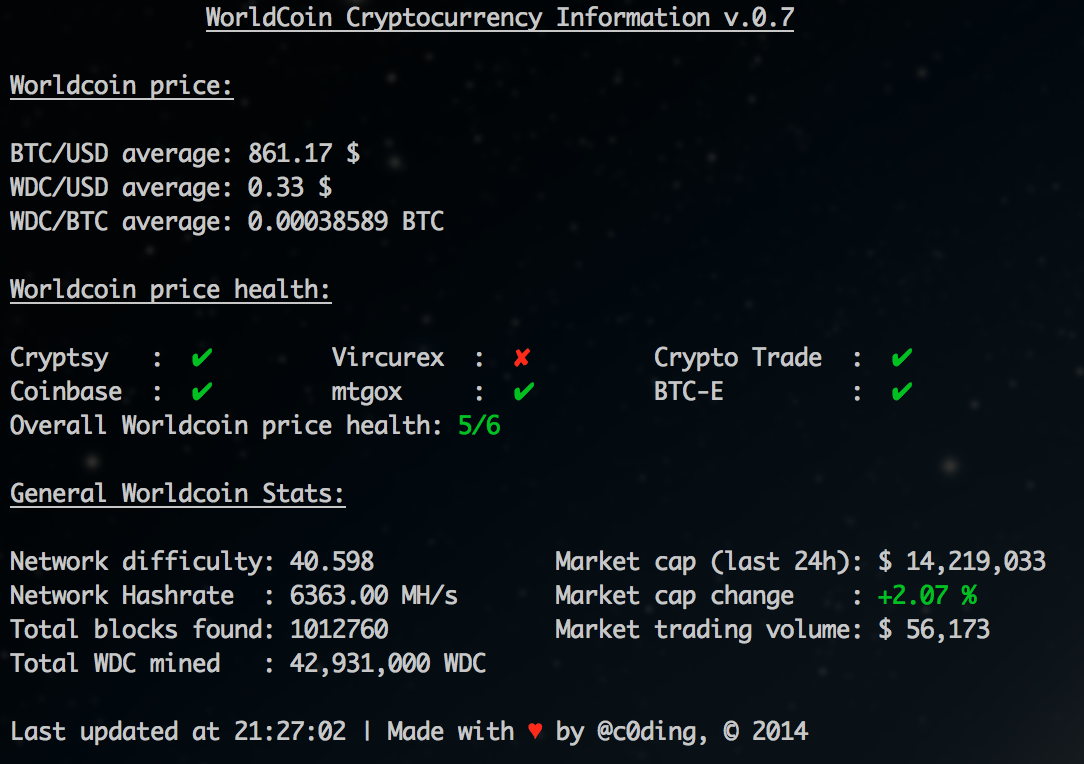 WorldCoin Cryptocurrency Information v.0.7
Worldcoin price:
BTC/USD average: 861.17 $
WDC/USD average: 0.33 $
WDC/BTC average: 0.00038589 BTC
Worldcoin price health:
Cryptsy : ✔ Vircurex : ✘ Crypto Trade : ✔
Coinbase : ✔ mtgox : ✔ BTC-E : ✔
Overall Worldcoin price health: 5/6
General Worldcoin Stats:
Network difficulty: 40.598 Market cap (last 24h): $ 14,219,033
Network Hashrate : 6363.00 MH/s Market cap change : +2.07 %
Total blocks found: 1012760 Market trading volume: $ 56,173
Total WDC mined : 42,931,000 WDC
Last updated at 21:27:02 | Made with ♥ by @c0ding, © 2014